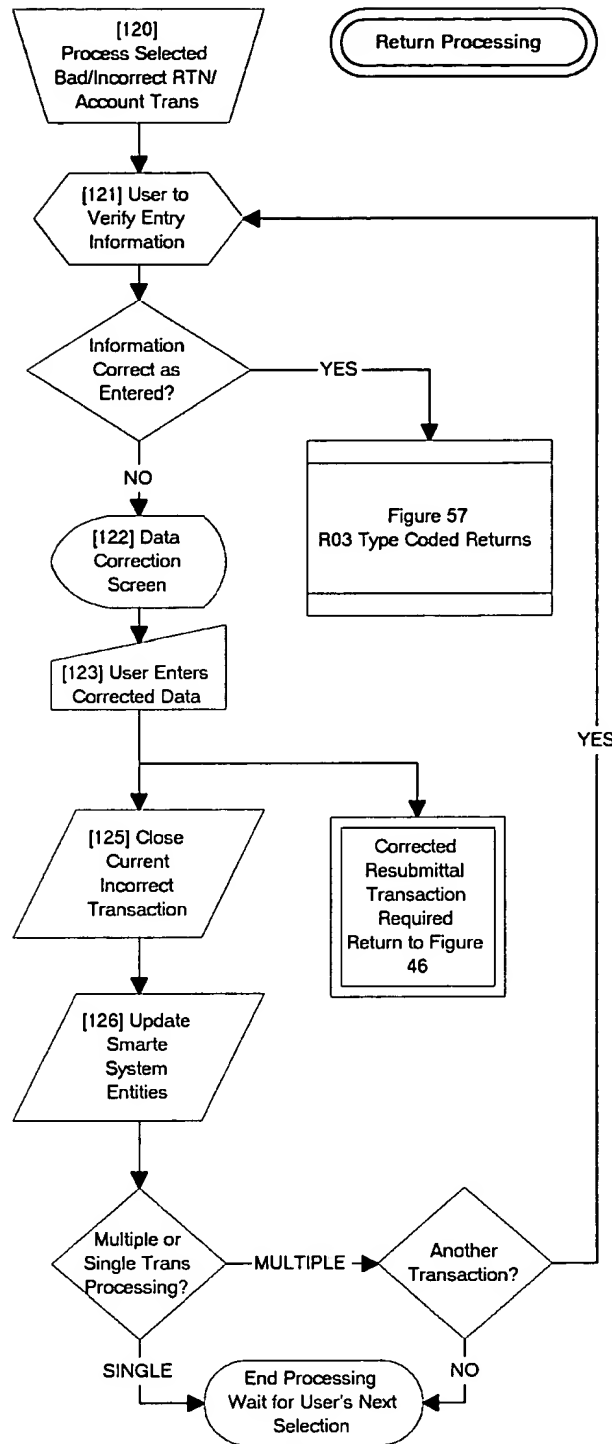 [120]
Process Selected
Bad/Incorrect RTN/
Account Trans
Return Processing
[121] User to
Verify Entry
Information
Information
Correct as
Entered?
YES
NO
Figure 57
R03 Type Coded Returns
[122] Data
Correction
Screen
[123] User Enters
Corrected Data
YES
[125] Close
Current
Incorrect
Transaction
Corrected
Resubmittal
Transaction
Required
Return to Figure
46
[126] Update
Smarte
System
Entities
Multiple or
Single Trans
Processing?
MULTIPLE
Another
Transaction?
SINGLE
NO
End Processing
Wait for User's Next
Selection